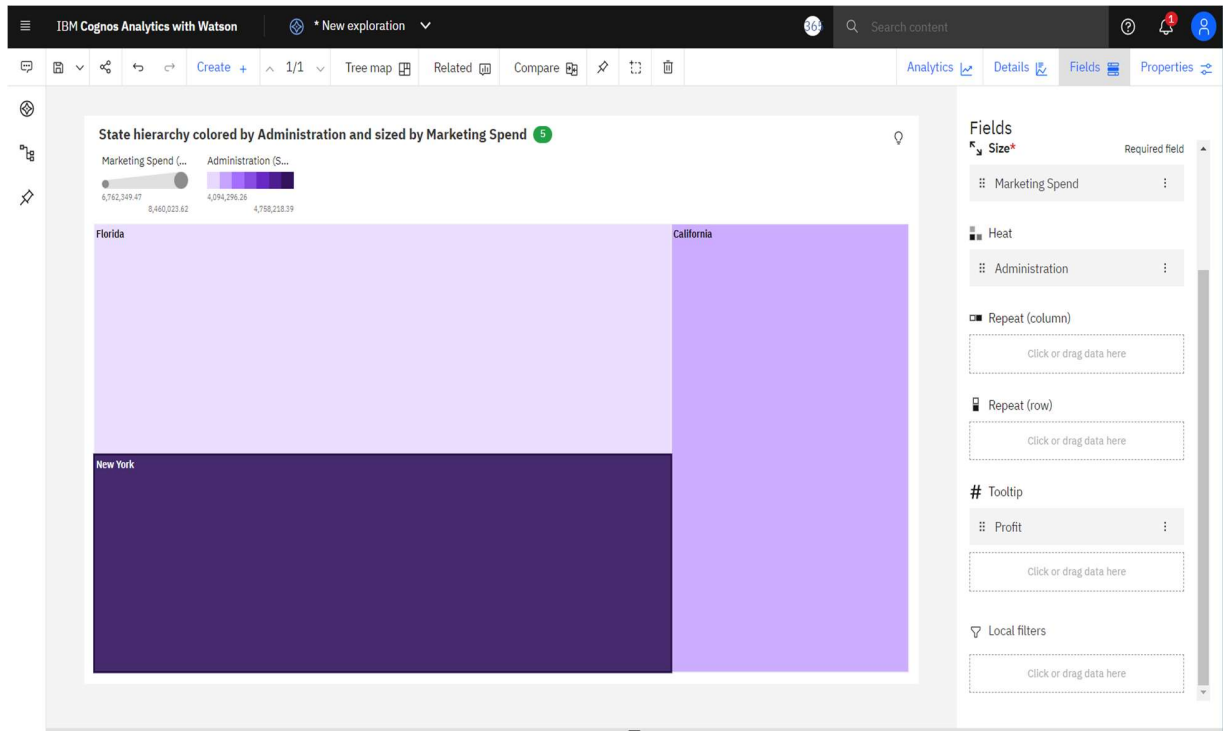 IBM Cognos Analytics with Watson
* New exploration
365
Search content
1
Create +
1/1
Tree map
Related
Compare
Analytics
Details
Fields
Properties
State hierarchy colored by Administration and sized by Marketing Spend 5
Marketing Spend (...
Administration (S...
6,762,349.47
8,460,023.62
4,094,296.26
4,758,218.39
Florida
California
New York
Fields
Size*
Required field
Marketing Spend
Heat
Administration
Repeat (column)
Click or drag data here
Repeat (row)
Click or drag data here
# Tooltip
Profit
Click or drag data here
Local filters
Click or drag data here